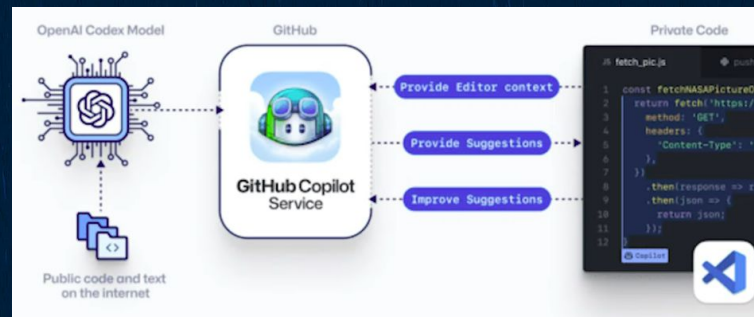 OpenAI Codex Model
GitHub
Private Code
Public code and text
on the internet
GitHub Copilot
Service
Provide Editor context
Provide Suggestions
Improve Suggestions
JS fetch_pic.js
push
1 const fetchNASAPictureO
2 return fetch('https:/
3 method: 'GET',
4 headers: {
5 'Content-Type': '
6 },
7 })
8 .then(response => r
9 .then(json => {
10 return json;
11 });
12 }
Copilot